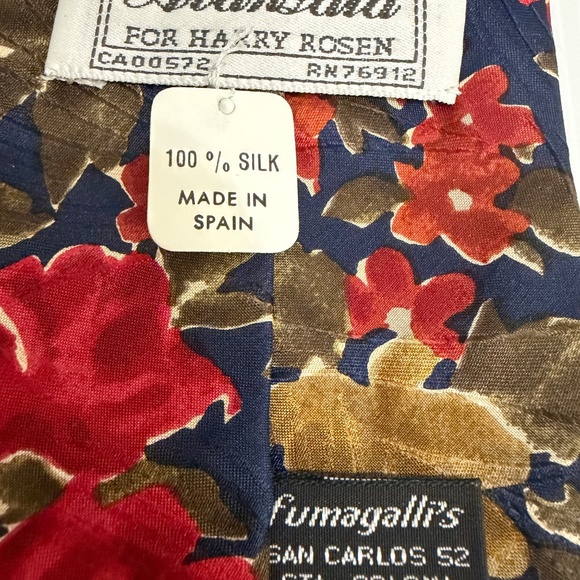 FOR HARRY ROSEN
CA00572 RN76912
100 % SILK
MADE IN
SPAIN
fumagalli's
SAN CARLOS 52